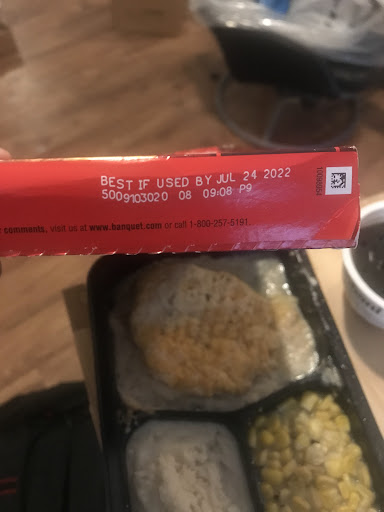 BEST IF USED BY JUL 24 2022
5009103020 08 09:08 P9
comments, visit us at www.banquet.com or call 1-800-257-5191.